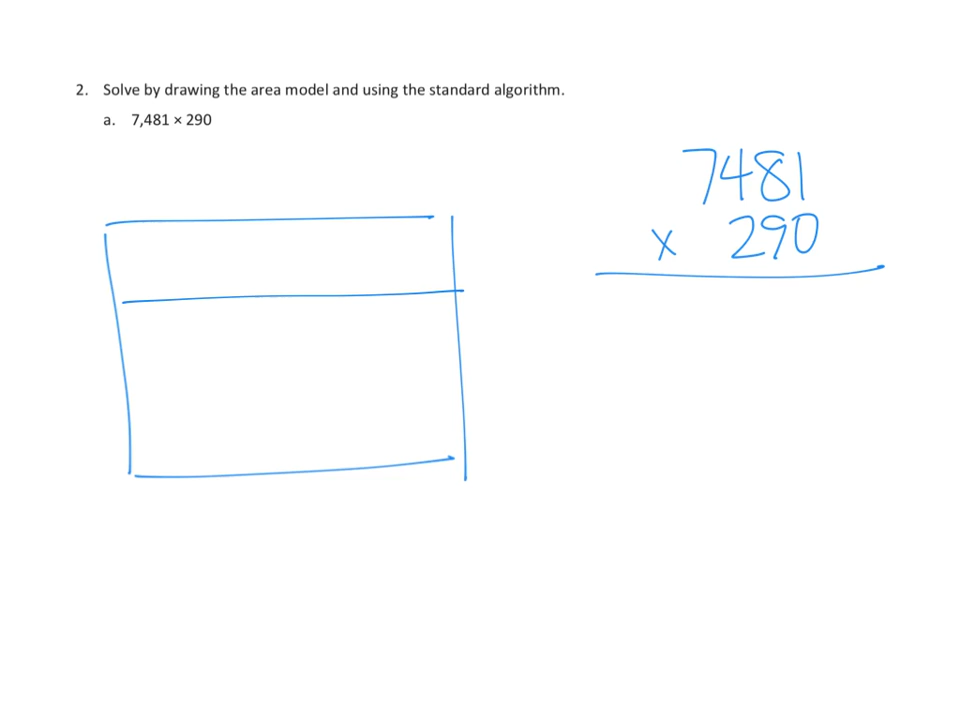 2. Solve by drawing the area model and using the standard algorithm.
a. 7,481 × 290
7481
x 290